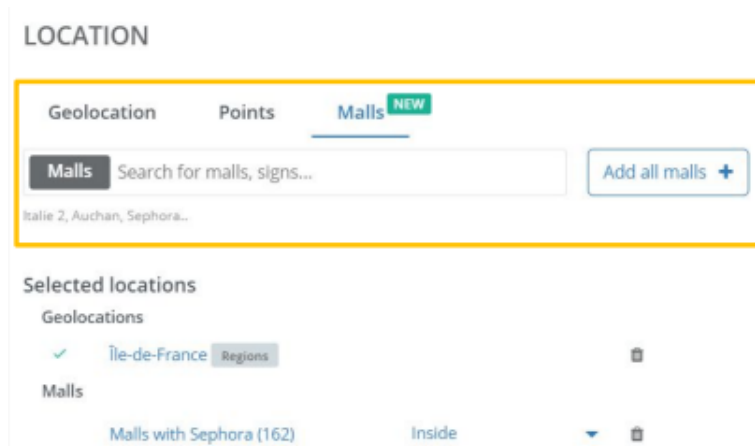 LOCATION
Geolocation Points Malls NEW
Malls Search for malls, signs... Add all malls +
Italie 2, Auchan, Sephora...
Selected locations
Geolocations
Île-de-France Regions
Malls
Malls with Sephora (162) Inside